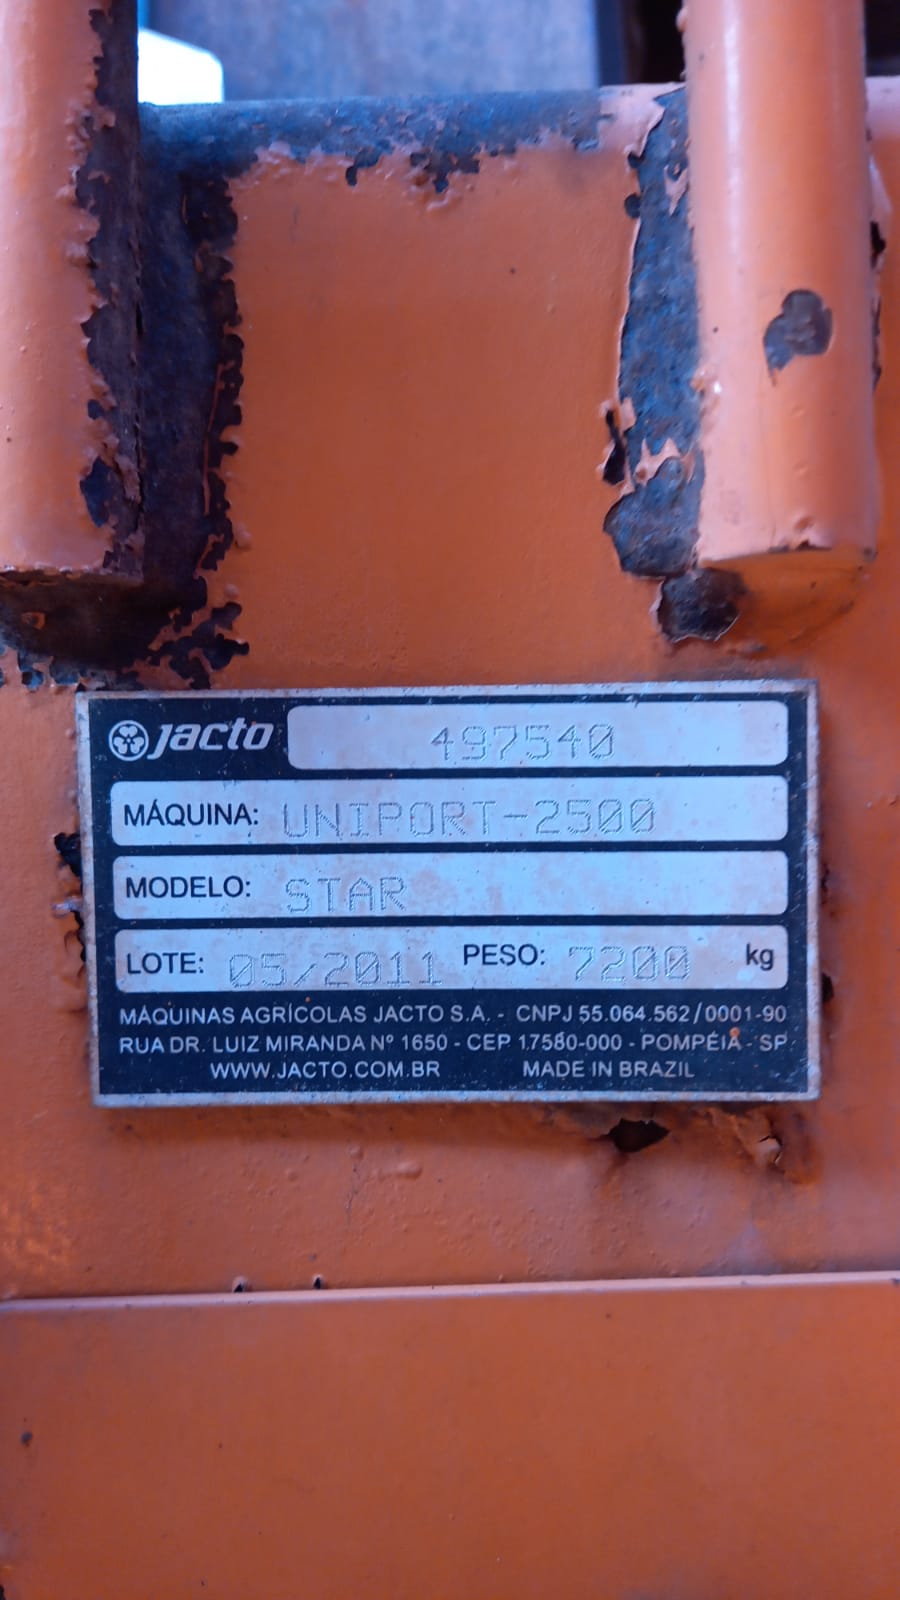 Jacto 497540
MÁQUINA: UNIPORT-2500
MODELO: STAR
LOTE: 05/2011 PESO: 7200 kg
MÁQUINAS AGRÍCOLAS JACTO S.A. - CNPJ 55.064.562/0001-90
RUA DR. LUIZ MIRANDA Nº 1650 - CEP 17580-000 - POMPÉIA - SP
WWW.JACTO.COM.BR MADE IN BRAZIL